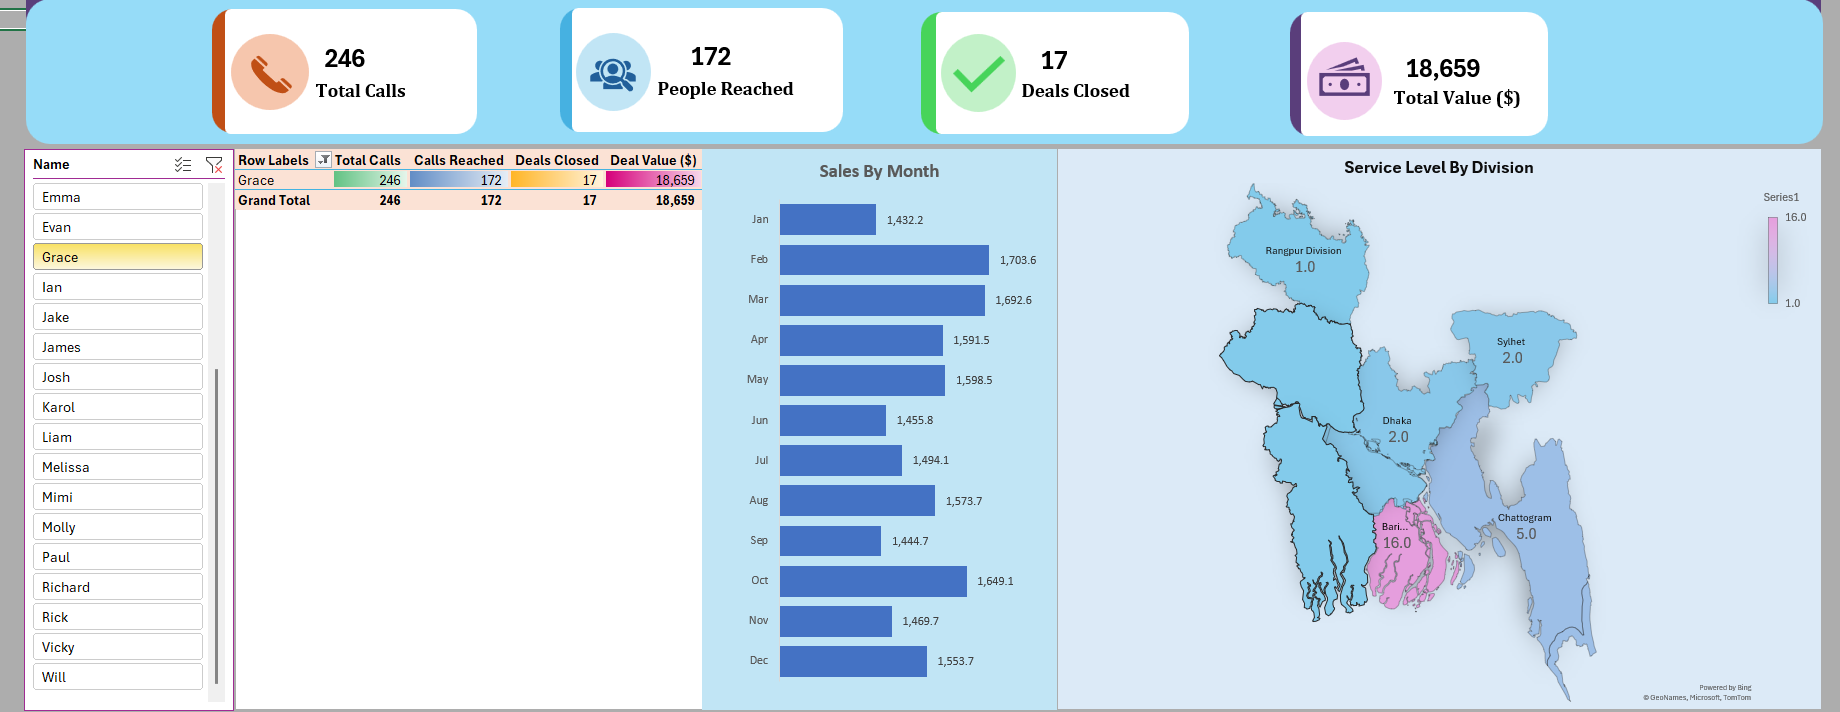 246
Total Calls
172
People Reached
17
Deals Closed
18,659
Total Value ($)
Name
Emma
Evan
Grace
Ian
Jake
James
Josh
Karol
Liam
Melissa
Mimi
Molly
Paul
Richard
Rick
Vicky
Will
Row Labels Total Calls Calls Reached Deals Closed Deal Value ($)
Grace 246 172 17 18,659
Grand Total 246 172 17 18,659
Sales By Month
Jan 1,432.2
Feb 1,703.6
Mar 1,692.6
Apr 1,591.5
May 1,598.5
Jun 1,455.8
Jul 1,494.1
Aug 1,573.7
Sep 1,444.7
Oct 1,649.1
Nov 1,469.7
Dec 1,553.7
Service Level By Division
Series1
16.0
1.0
Rangpur Division
1.0
Sylhet
2.0
Dhaka
2.0
Chattogram
5.0
Bari...
16.0
Powered by Bing
© GeoNames, Microsoft, TomTom